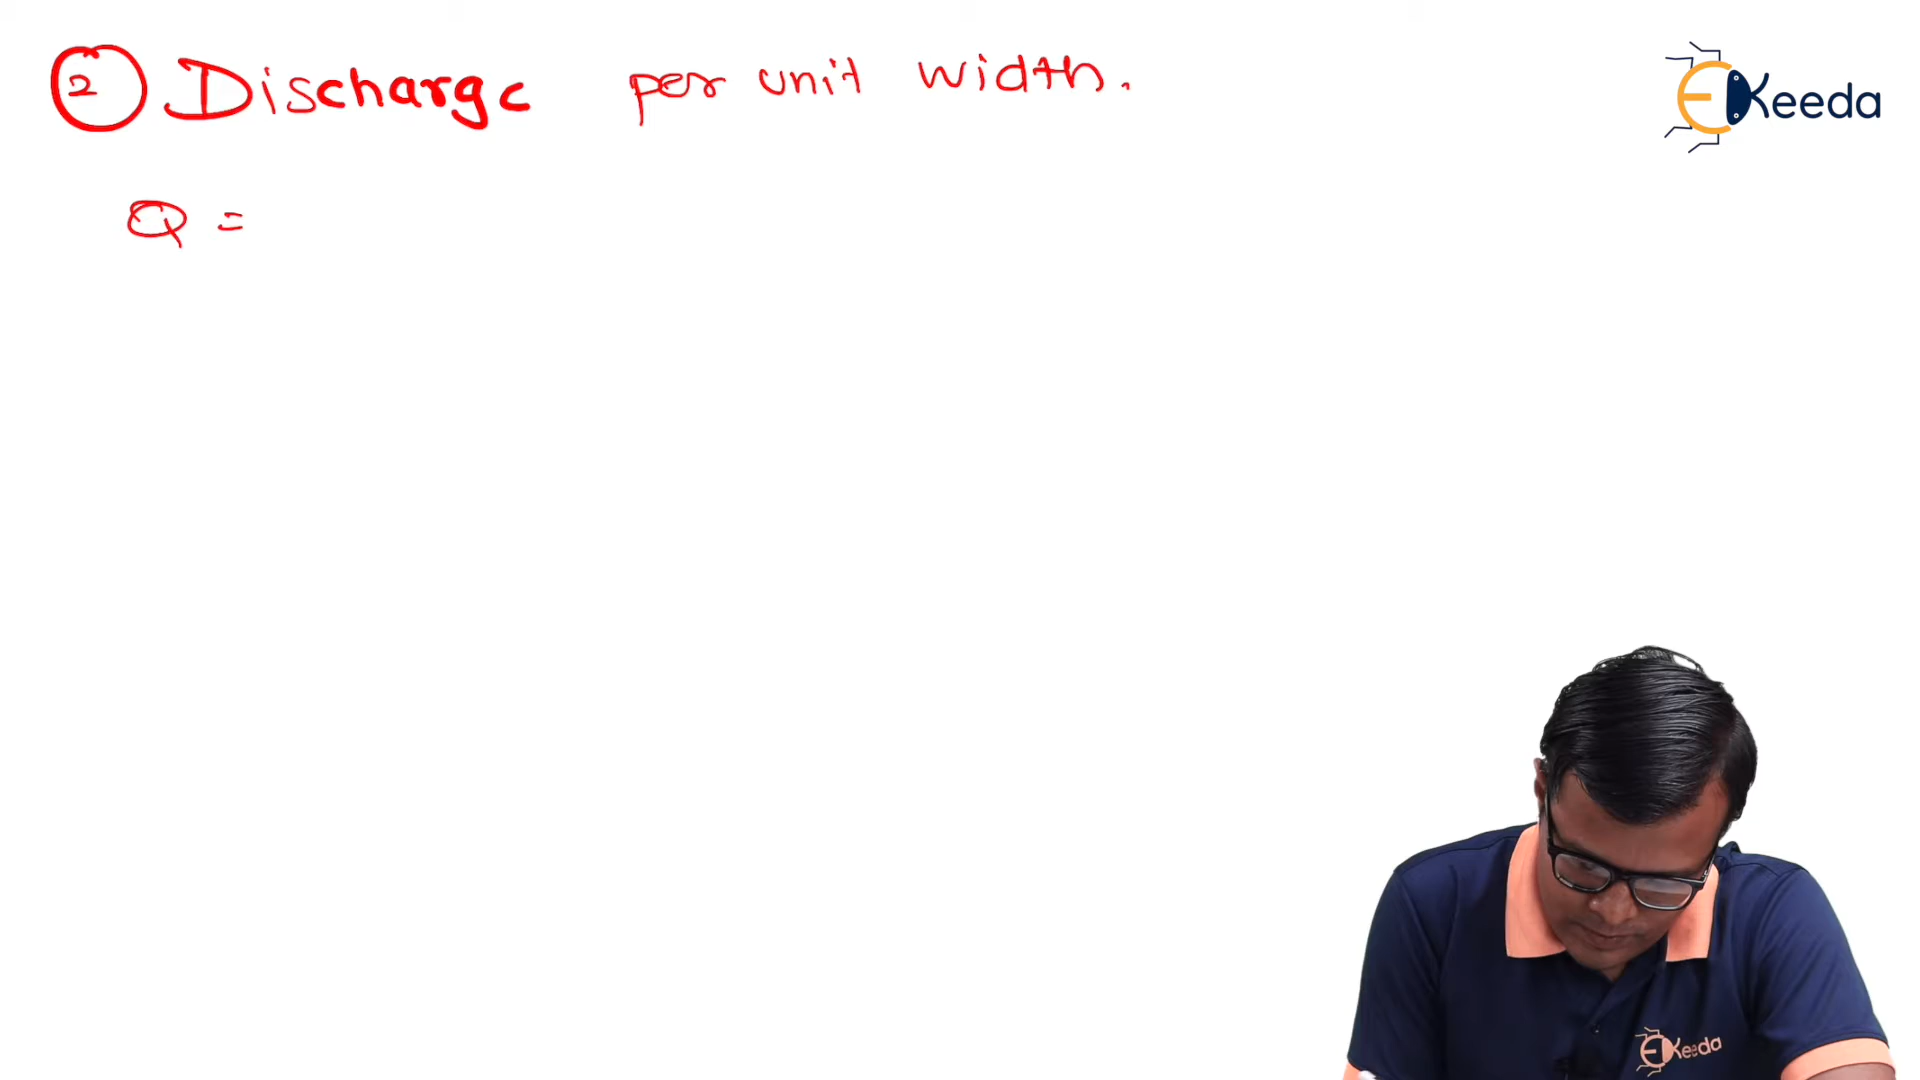 2 Discharge per unit width.
EKeeda
Q =
EKeeda